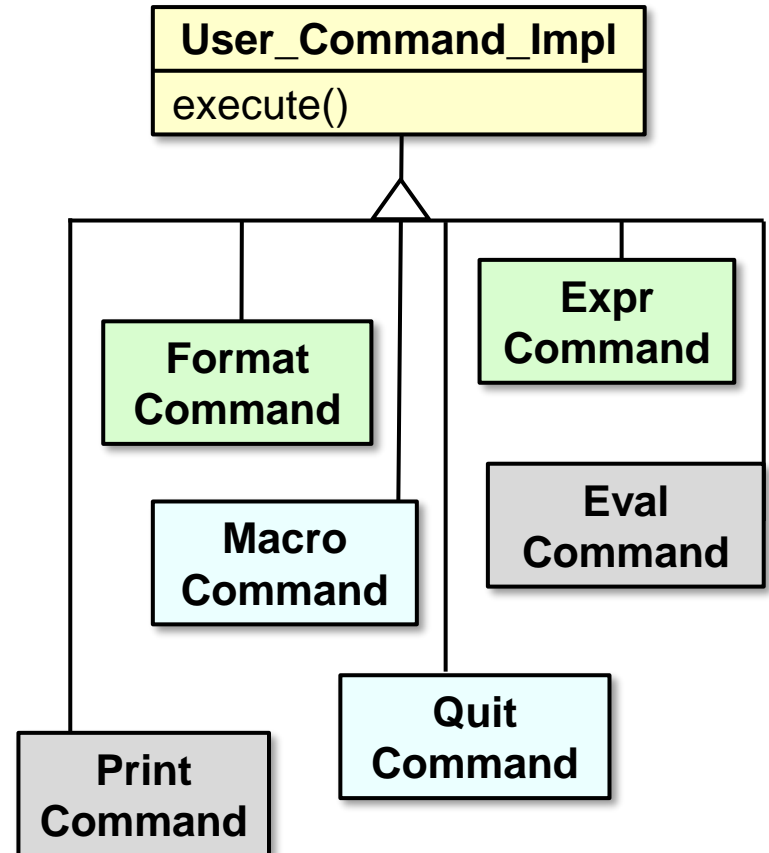 User_Command_Impl
execute()
Expr
Command
Format
Command
Eval
Command
Macro
Command
Quit
Command
Print
Command